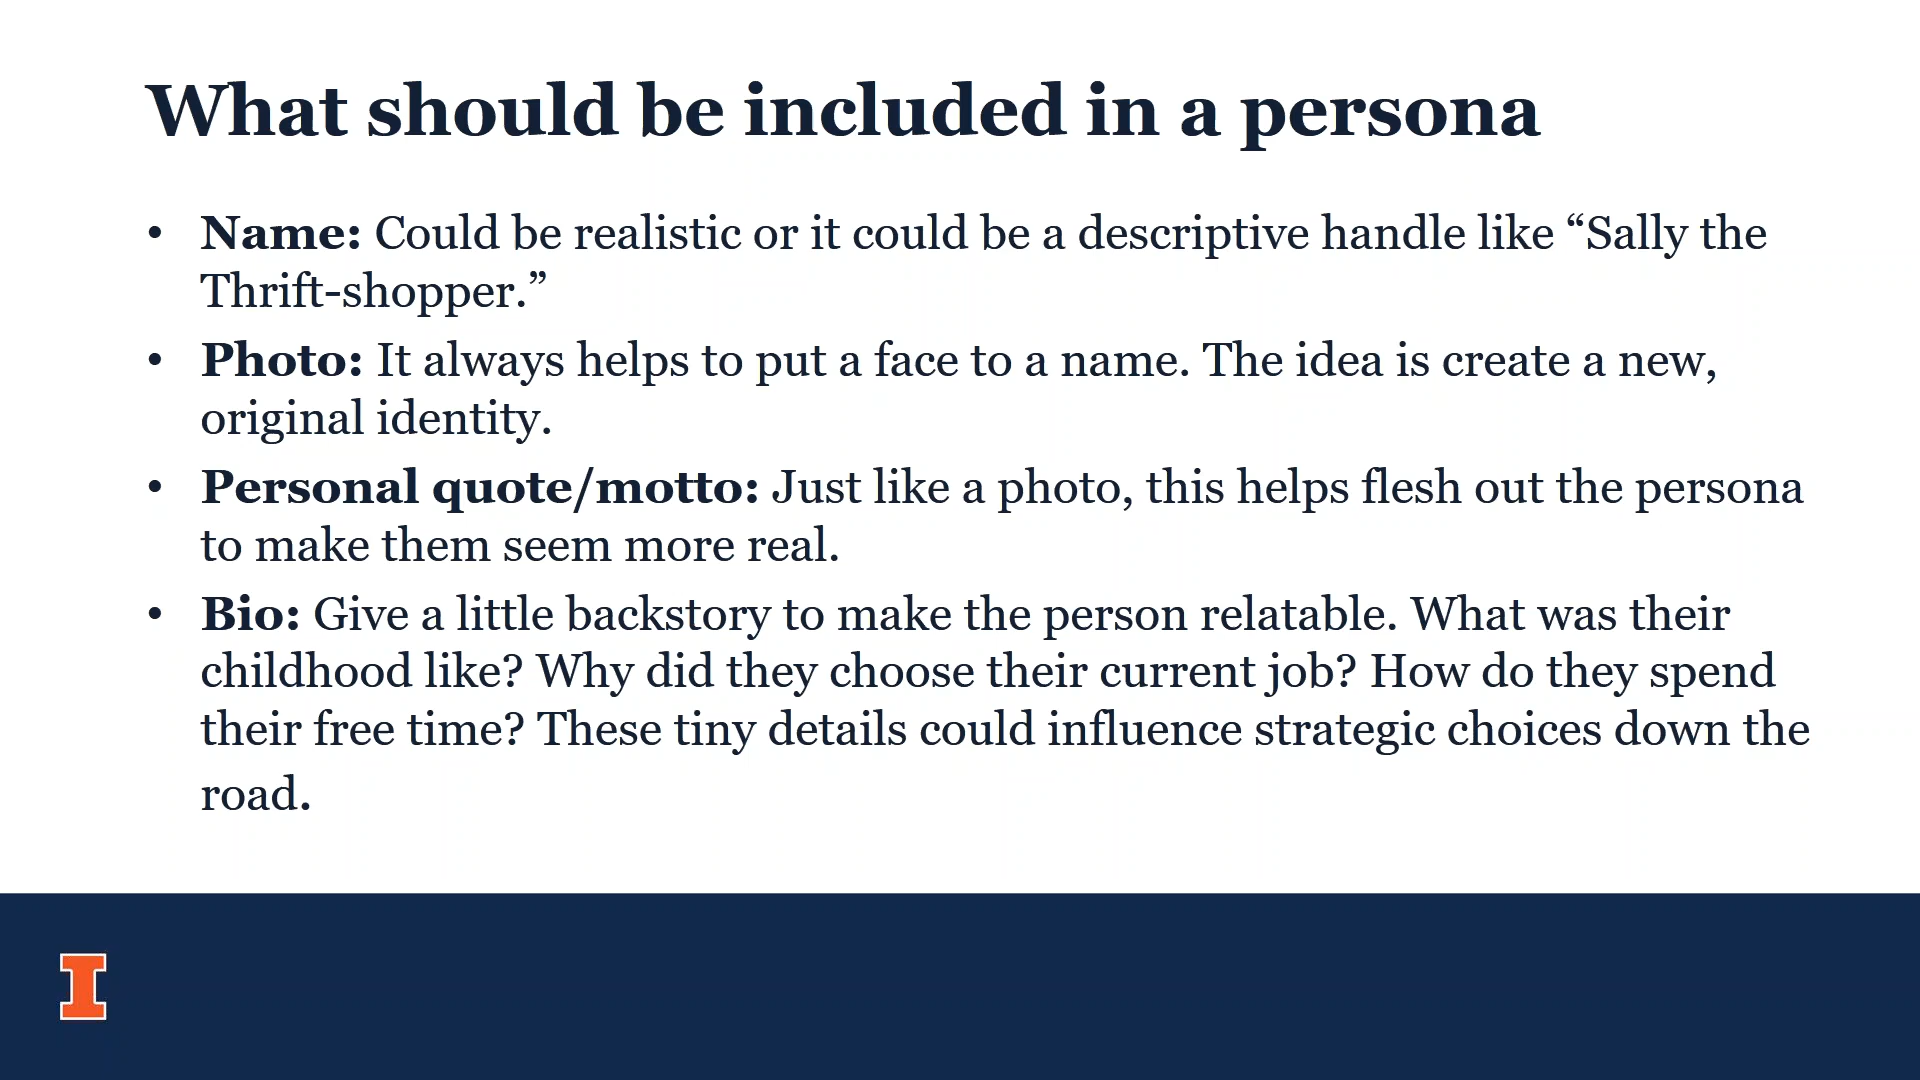 What should be included in a persona
• Name: Could be realistic or it could be a descriptive handle like “Sally the
Thrift-shopper.”
• Photo: It always helps to put a face to a name. The idea is create a new,
original identity.
• Personal quote/motto: Just like a photo, this helps flesh out the persona
to make them seem more real.
• Bio: Give a little backstory to make the person relatable. What was their
childhood like? Why did they choose their current job? How do they spend
their free time? These tiny details could influence strategic choices down the
road.
I